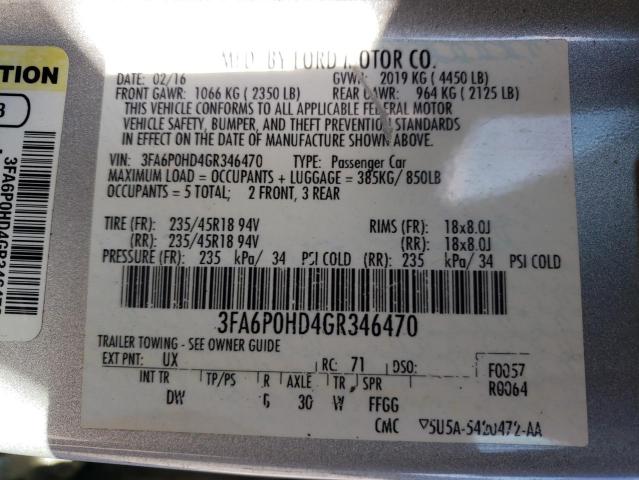 MFD. BY FORD MOTOR CO.
DATE: 02/16 GVWR: 2019 KG ( 4450 LB)
FRONT GAWR: 1066 KG ( 2350 LB) REAR GAWR: 964 KG ( 2125 LB)
THIS VEHICLE CONFORMS TO ALL APPLICABLE FEDERAL MOTOR
VEHICLE SAFETY, BUMPER, AND THEFT PREVENTION STANDARDS
IN EFFECT ON THE DATE OF MANUFACTURE SHOWN ABOVE.
VIN: 3FA6P0HD4GR346470 TYPE: Passenger Car
MAXIMUM LOAD = OCCUPANTS + LUGGAGE = 385KG/ 850LB
OCCUPANTS = 5 TOTAL; 2 FRONT, 3 REAR
TIRE (FR): 235/45R18 94V RIMS (FR): 18x8.0J
(RR): 235/45R18 94V (RR): 18x8.0J
PRESSURE (FR): 235 kPa/ 34 PSI COLD (RR): 235 kPa/ 34 PSI COLD
3FA6P0HD4GR346470
TRAILER TOWING - SEE OWNER GUIDE
EXT PNT: UX RC: 71 DSO: F0057
R0064
INT TR TP/PS R AXLE TR SPR
DW 6 30 W FFGG
CMC